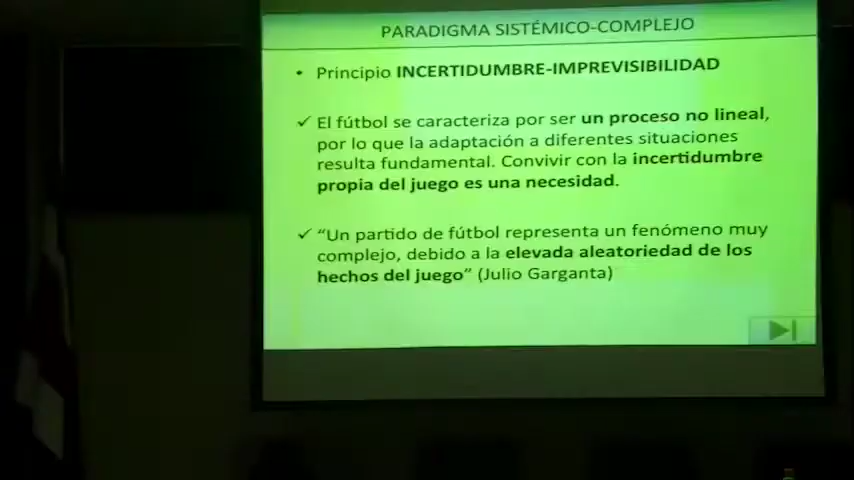 PARADIGMA SISTÉMICO-COMPLEJO
• Principio INCERTIDUMBRE-IMPREVISIBILIDAD
✓ El fútbol se caracteriza por ser un proceso no lineal,
por lo que la adaptación a diferentes situaciones
resulta fundamental. Convivir con la incertidumbre
propia del juego es una necesidad.
✓ “Un partido de fútbol representa un fenómeno muy
complejo, debido a la elevada aleatoriedad de los
hechos del juego” (Julio Garganta)